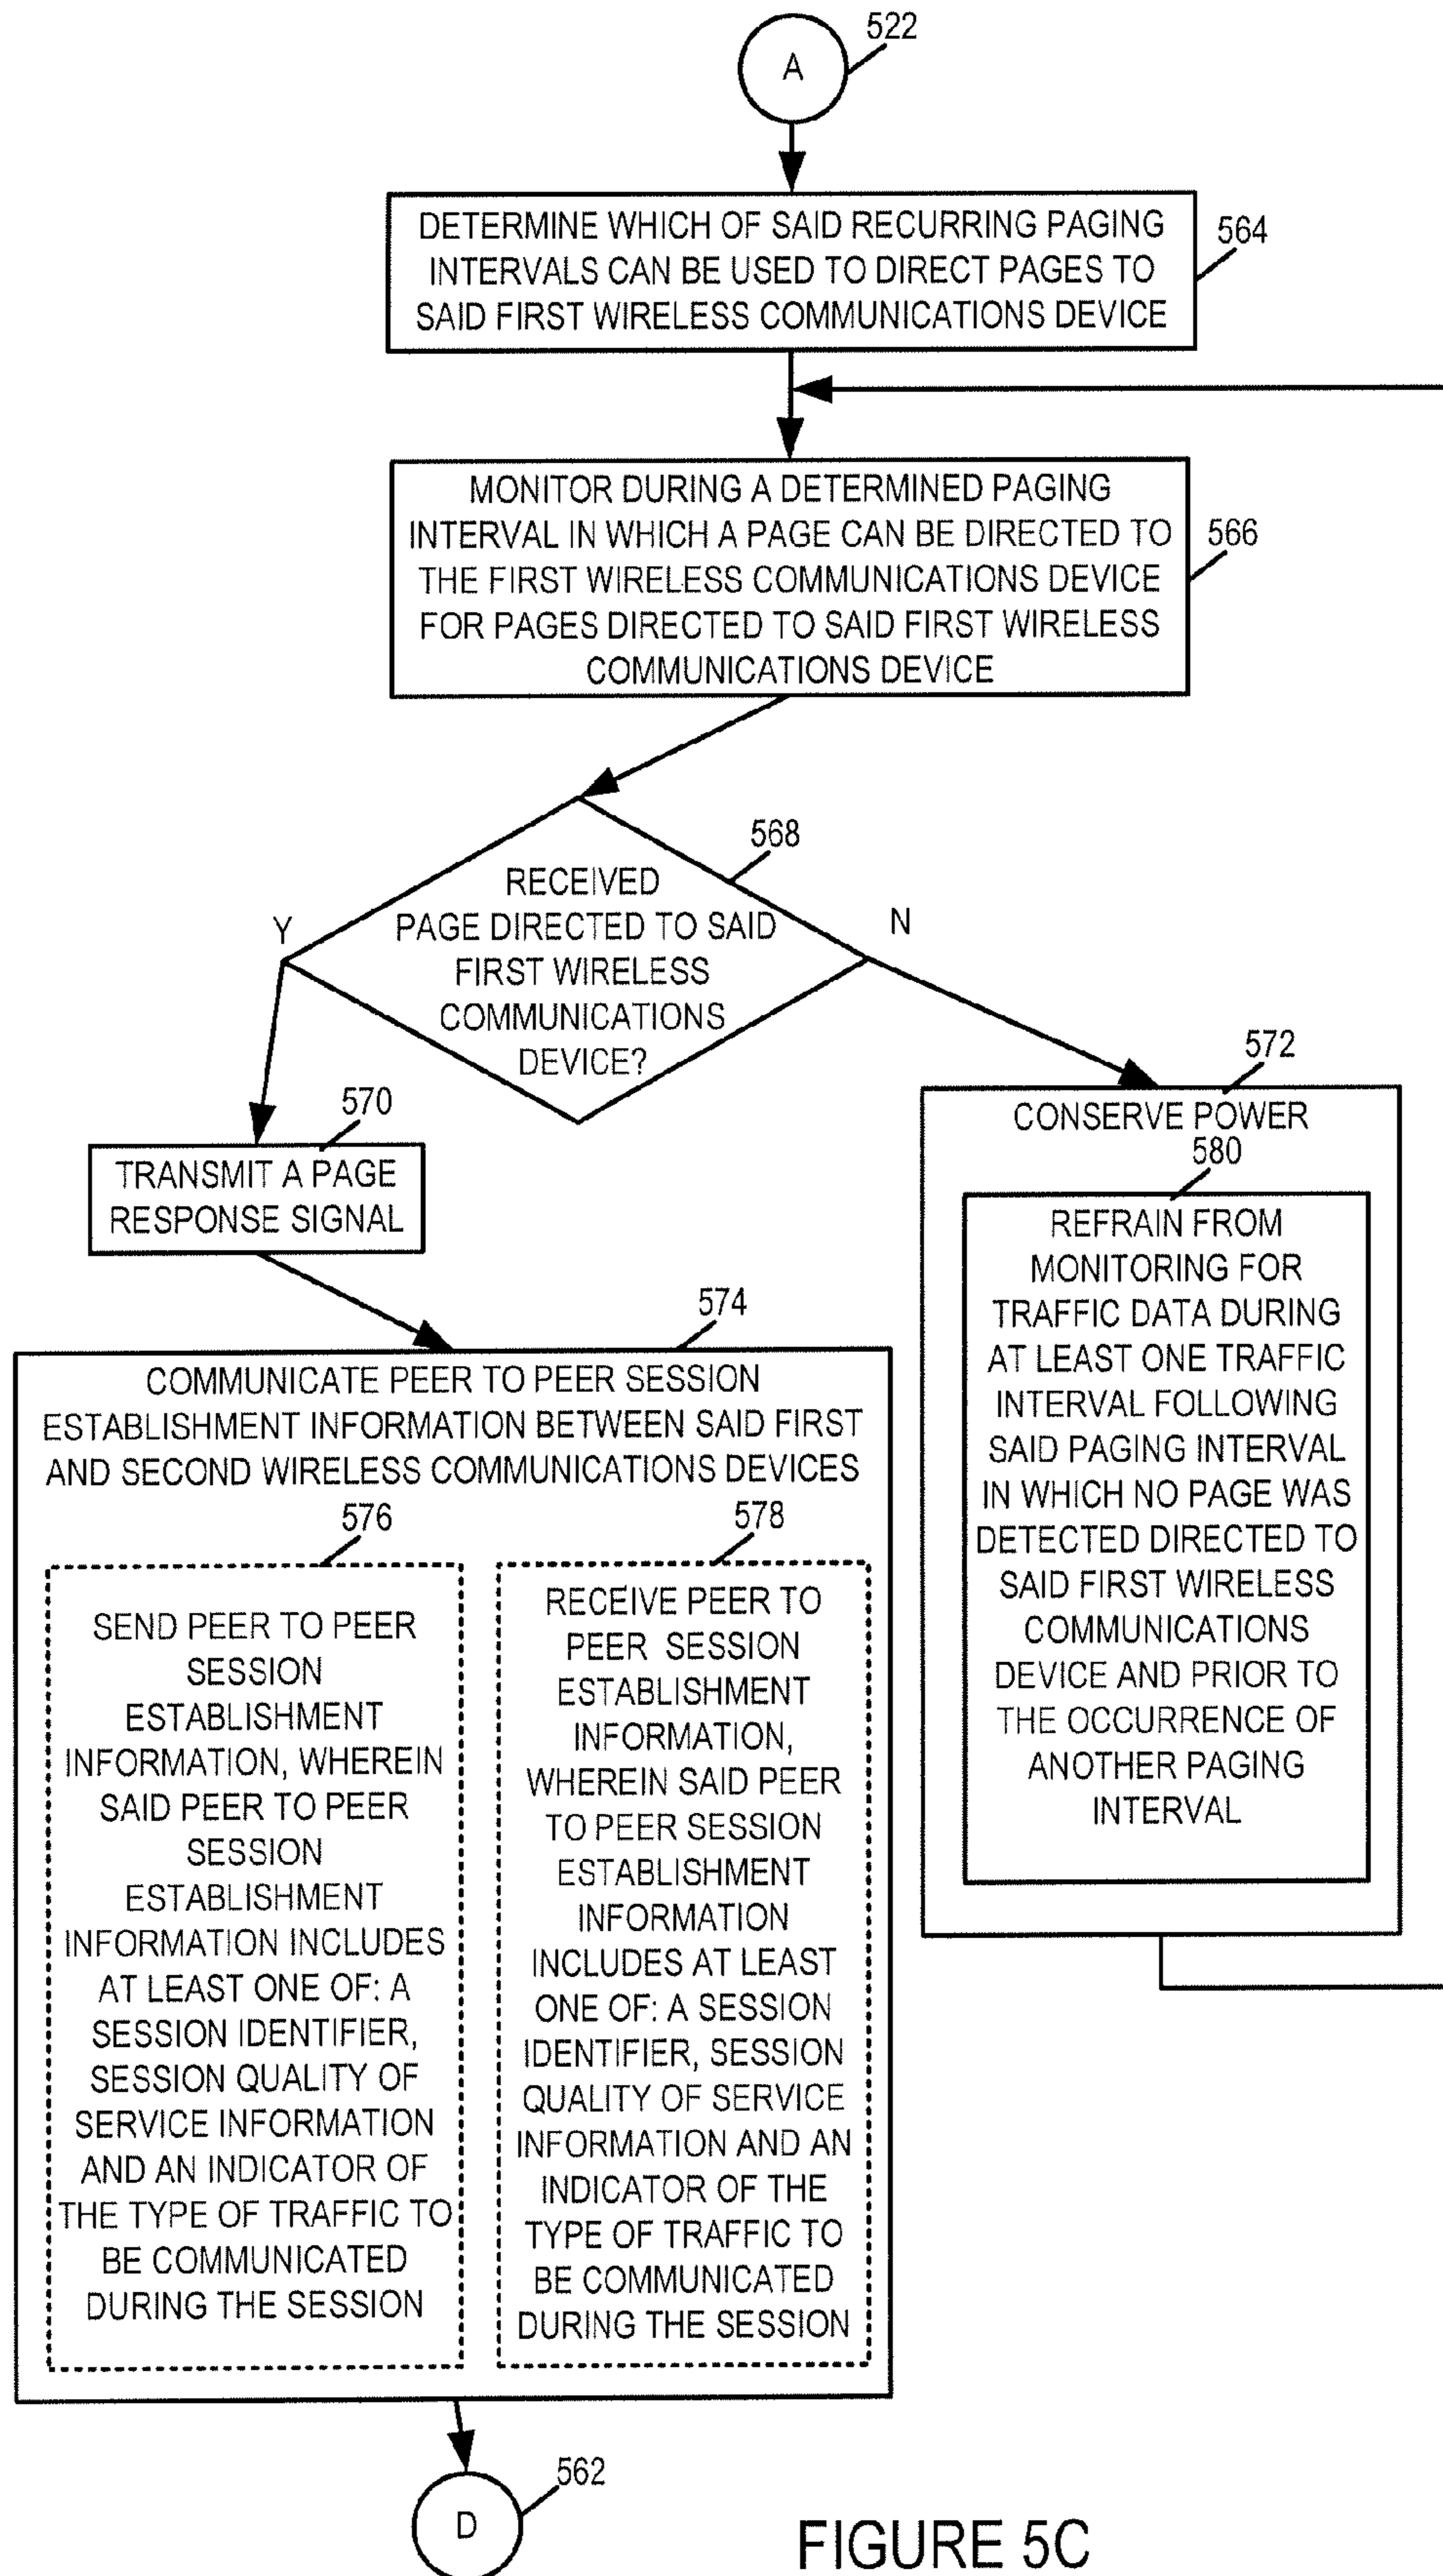 522
A
DETERMINE WHICH OF SAID RECURRING PAGING
INTERVALS CAN BE USED TO DIRECT PAGES TO
SAID FIRST WIRELESS COMMUNICATIONS DEVICE
564
MONITOR DURING A DETERMINED PAGING
INTERVAL IN WHICH A PAGE CAN BE DIRECTED TO
THE FIRST WIRELESS COMMUNICATIONS DEVICE
FOR PAGES DIRECTED TO SAID FIRST WIRELESS
COMMUNICATIONS DEVICE
566
568
RECEIVED
PAGE DIRECTED TO SAID
FIRST WIRELESS
COMMUNICATIONS
DEVICE?
Y
N
570
TRANSMIT A PAGE
RESPONSE SIGNAL
572
CONSERVE POWER
580
REFRAIN FROM
MONITORING FOR
TRAFFIC DATA DURING
AT LEAST ONE TRAFFIC
INTERVAL FOLLOWING
SAID PAGING INTERVAL
IN WHICH NO PAGE WAS
DETECTED DIRECTED TO
SAID FIRST WIRELESS
COMMUNICATIONS
DEVICE AND PRIOR TO
THE OCCURRENCE OF
ANOTHER PAGING
INTERVAL
574
COMMUNICATE PEER TO PEER SESSION
ESTABLISHMENT INFORMATION BETWEEN SAID FIRST
AND SECOND WIRELESS COMMUNICATIONS DEVICES
576
SEND PEER TO PEER
SESSION
ESTABLISHMENT
INFORMATION, WHEREIN
SAID PEER TO PEER
SESSION
ESTABLISHMENT
INFORMATION INCLUDES
AT LEAST ONE OF: A
SESSION IDENTIFIER,
SESSION QUALITY OF
SERVICE INFORMATION
AND AN INDICATOR OF
THE TYPE OF TRAFFIC TO
BE COMMUNICATED
DURING THE SESSION
578
RECEIVE PEER TO
PEER SESSION
ESTABLISHMENT
INFORMATION,
WHEREIN SAID PEER
TO PEER SESSION
ESTABLISHMENT
INFORMATION
INCLUDES AT LEAST
ONE OF: A SESSION
IDENTIFIER, SESSION
QUALITY OF SERVICE
INFORMATION AND AN
INDICATOR OF THE
TYPE OF TRAFFIC TO
BE COMMUNICATED
DURING THE SESSION
562
D
FIGURE 5C